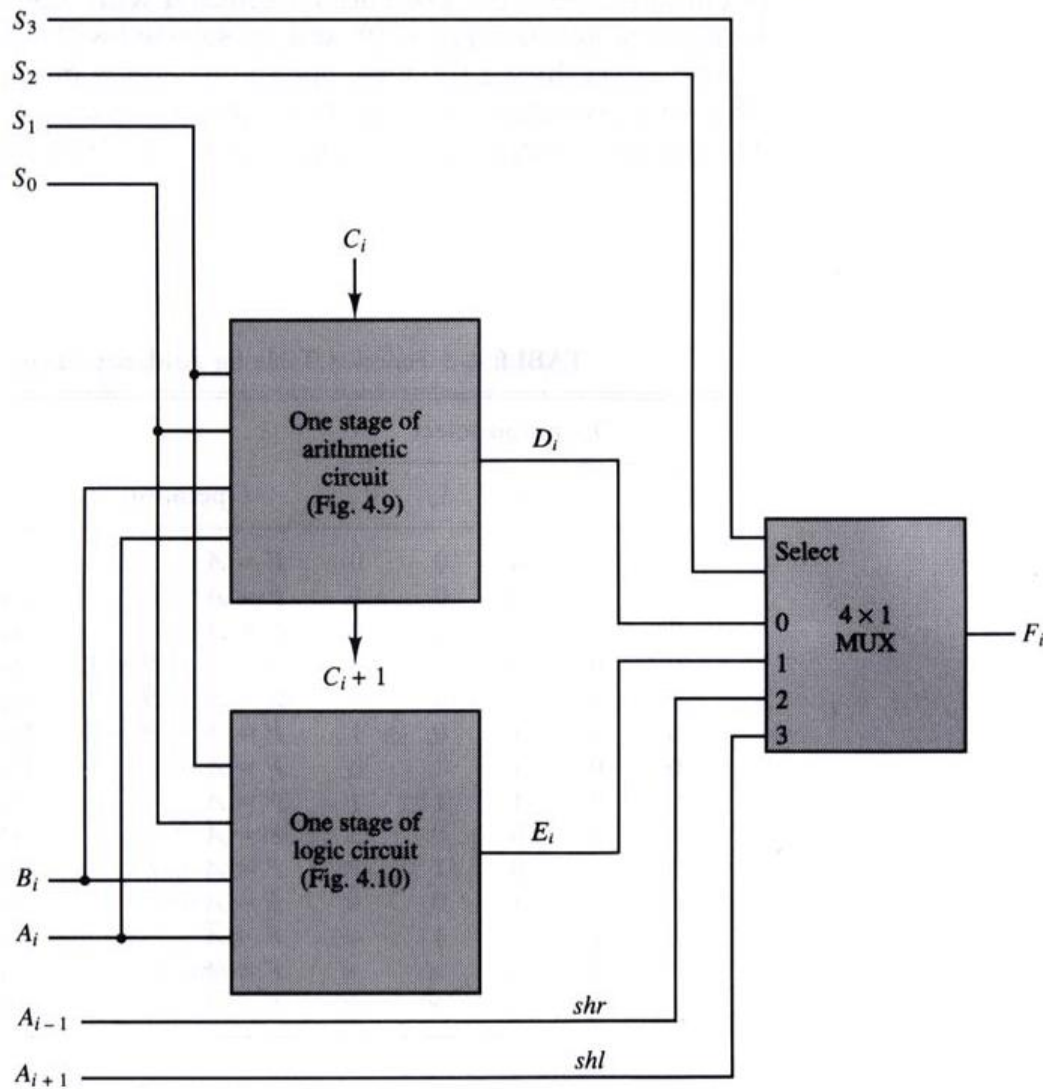 S₃
S₂
S₁
S₀
Cᵢ
One stage of
arithmetic
circuit
(Fig. 4.9)
Dᵢ
Select
0
1
2
3
4 × 1
MUX
Fᵢ
Cᵢ + 1
One stage of
logic circuit
(Fig. 4.10)
Eᵢ
Bᵢ
Aᵢ
Aᵢ₋₁
shr
Aᵢ₊₁
shl